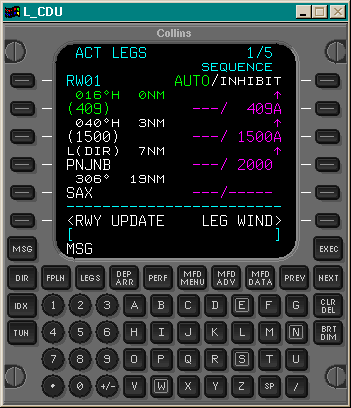 L_CDU
Collins
ACT LEGS 1/5
SEQUENCE
RW01 AUTO/INHIBIT
016°H 0NM ↑
(409) ---/ 409A
040°H 3NM ↑
(1500) ---/ 1500A
L(DIR) 7NM ↑
PNJNB ---/ 2000
306° 19NM
SAX ---/-----
--------------------------------
<RWY UPDATE LEG WIND>
[ ]
MSG
MSG EXEC
DIR FPLN LEGS DEP ARR PERF MFD MENU MFD ADV MFD DATA PREV NEXT
IDX 1 2 3 A B C D E F G CLR DEL
TUN 4 5 6 H I J K L M N BRT DIM
7 8 9 O P Q R S T U
• 0 +/- V W X Y Z SP /